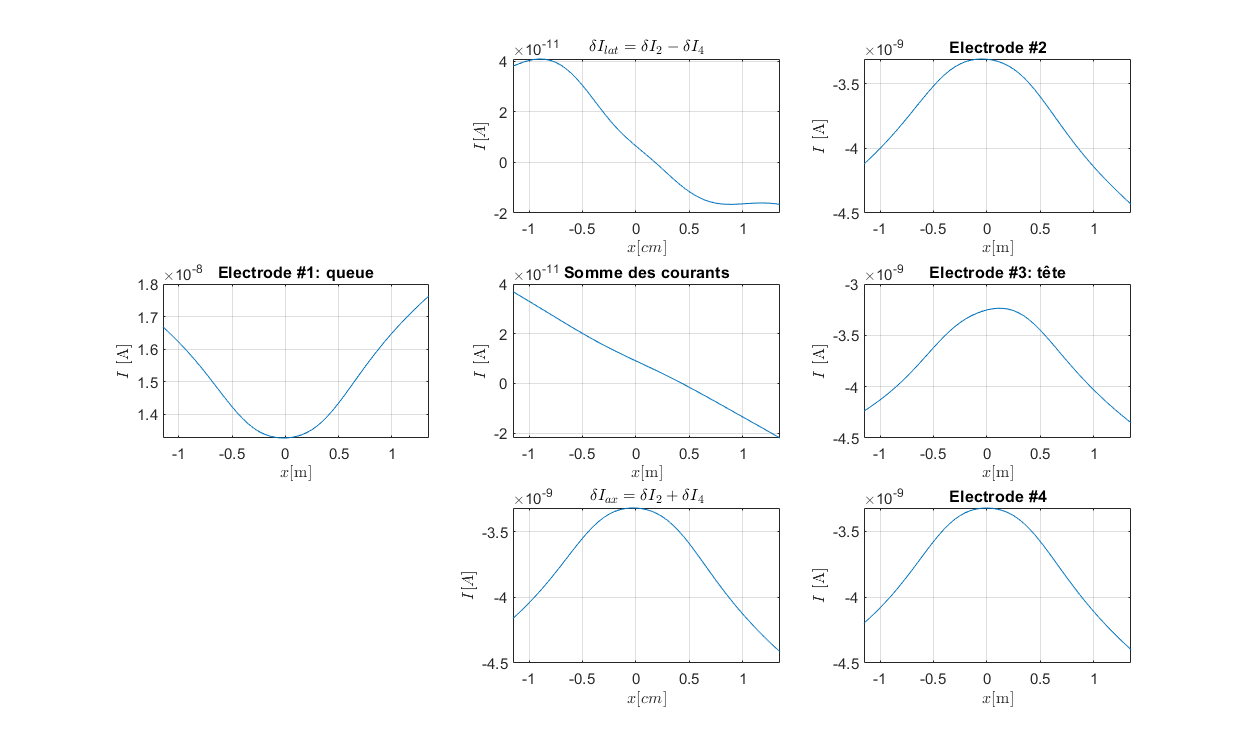 ×10-11
δI_lat = δI_2 − δI_4
4
2
0
-2
I[A]
-1 -0.5 0 0.5 1
x[cm]
×10-9
Electrode #2
-3.5
-4
-4.5
I [A]
-1 -0.5 0 0.5 1
x[m]
×10-8
Electrode #1: queue
1.8
1.7
1.6
1.5
1.4
I [A]
-1 -0.5 0 0.5 1
x[m]
×10-11
Somme des courants
4
2
0
-2
I [A]
-1 -0.5 0 0.5 1
x[m]
×10-9
Electrode #3: tête
-3
-3.5
-4
-4.5
I [A]
-1 -0.5 0 0.5 1
x[m]
×10-9
δI_ax = δI_2 + δI_4
-3.5
-4
-4.5
I[A]
-1 -0.5 0 0.5 1
x[cm]
×10-9
Electrode #4
-3.5
-4
-4.5
I [A]
-1 -0.5 0 0.5 1
x[m]